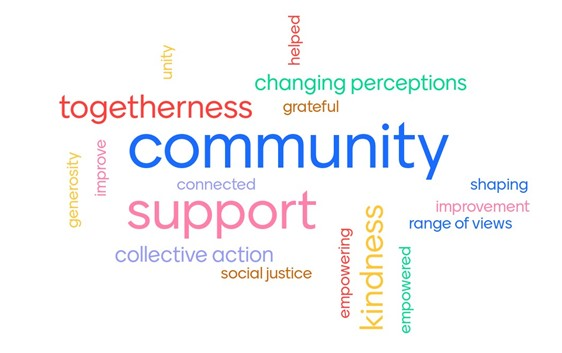 helped
unity
changing perceptions
togetherness
grateful
community
improve
generosity
connected
shaping
support
improvement
range of views
kindness
collective action
empowering
empowered
social justice